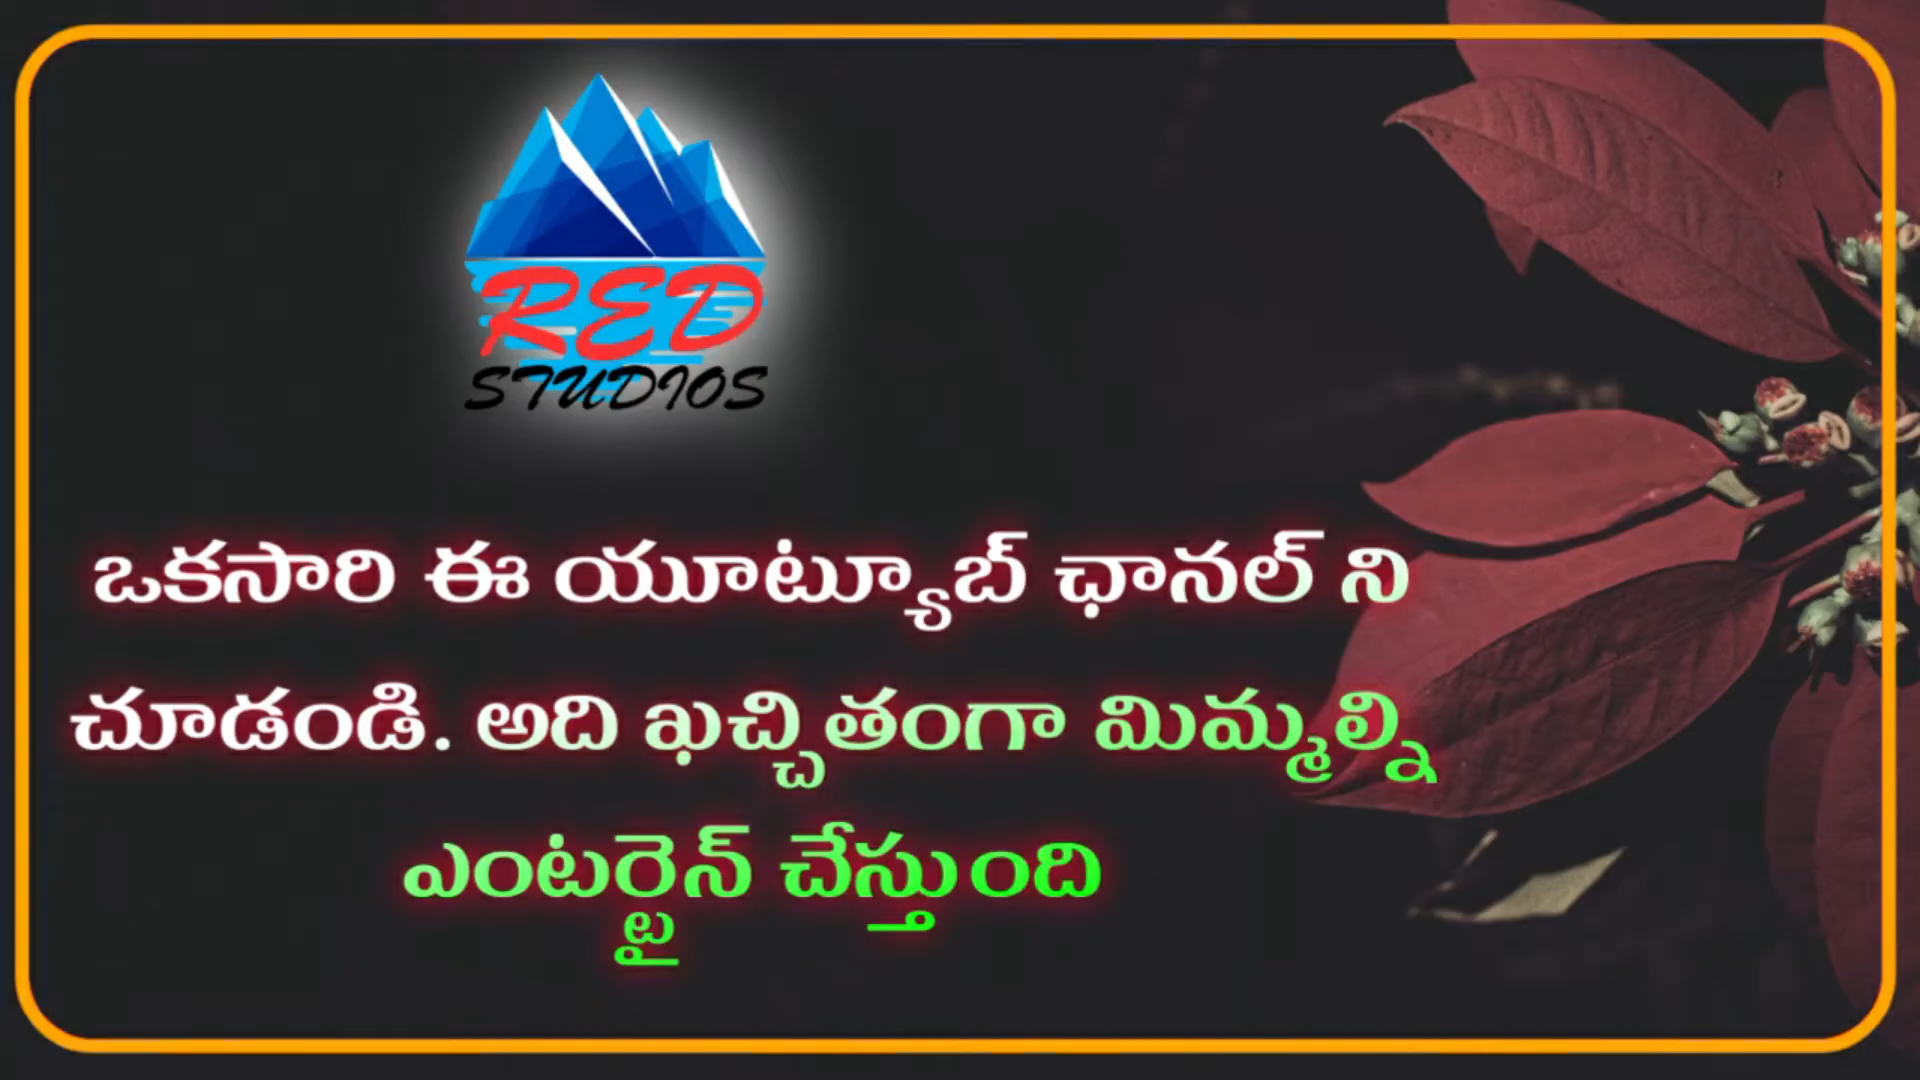 RED
STUDIOS
ఒకసారి ఈ యూట్యూబ్ ఛానల్ ని
చూడండి. అది ఖచ్చితంగా మిమ్మల్ని
ఎంటర్టైన్ చేస్తుంది